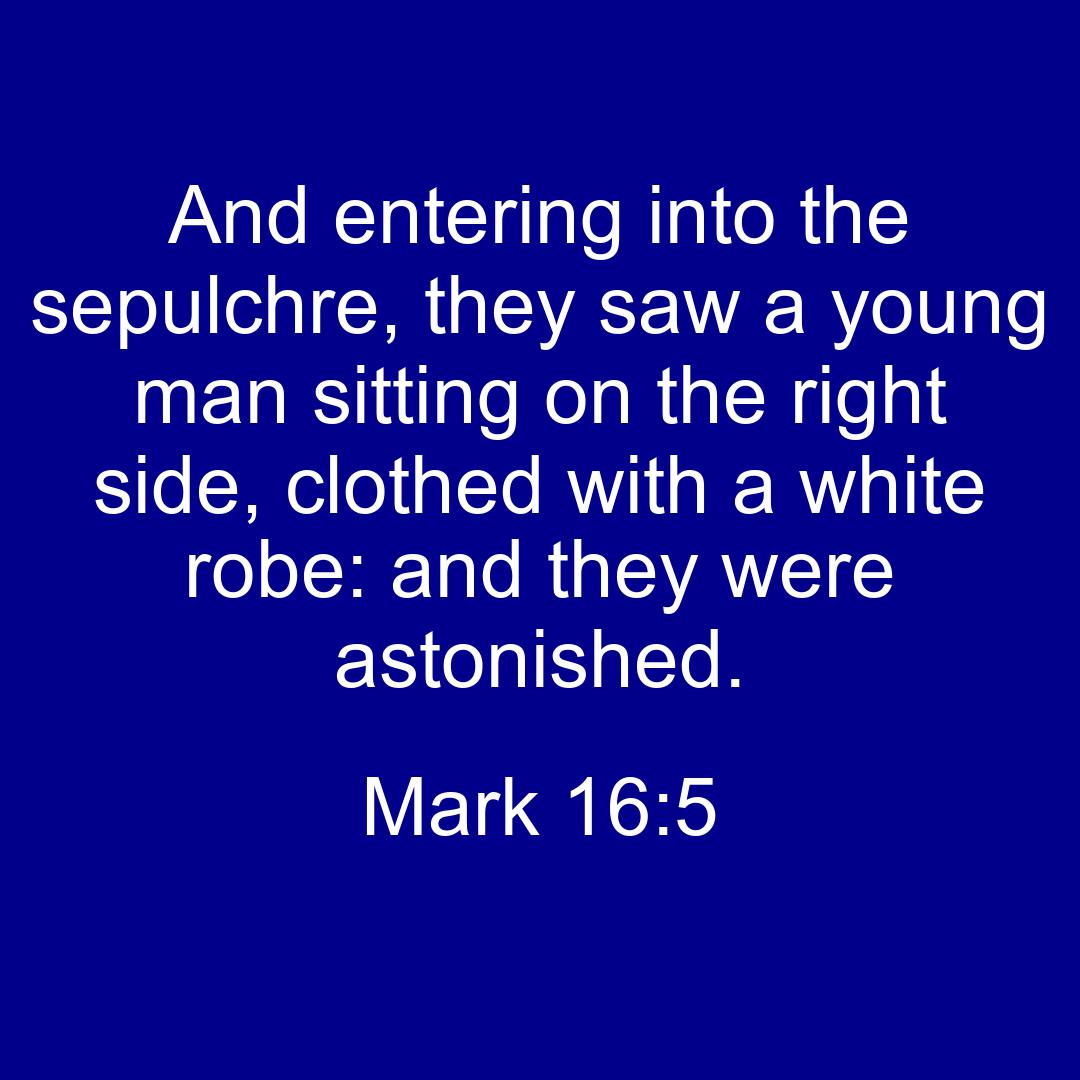 And entering into the
sepulchre, they saw a young
man sitting on the right
side, clothed with a white
robe: and they were
astonished.
Mark 16:5